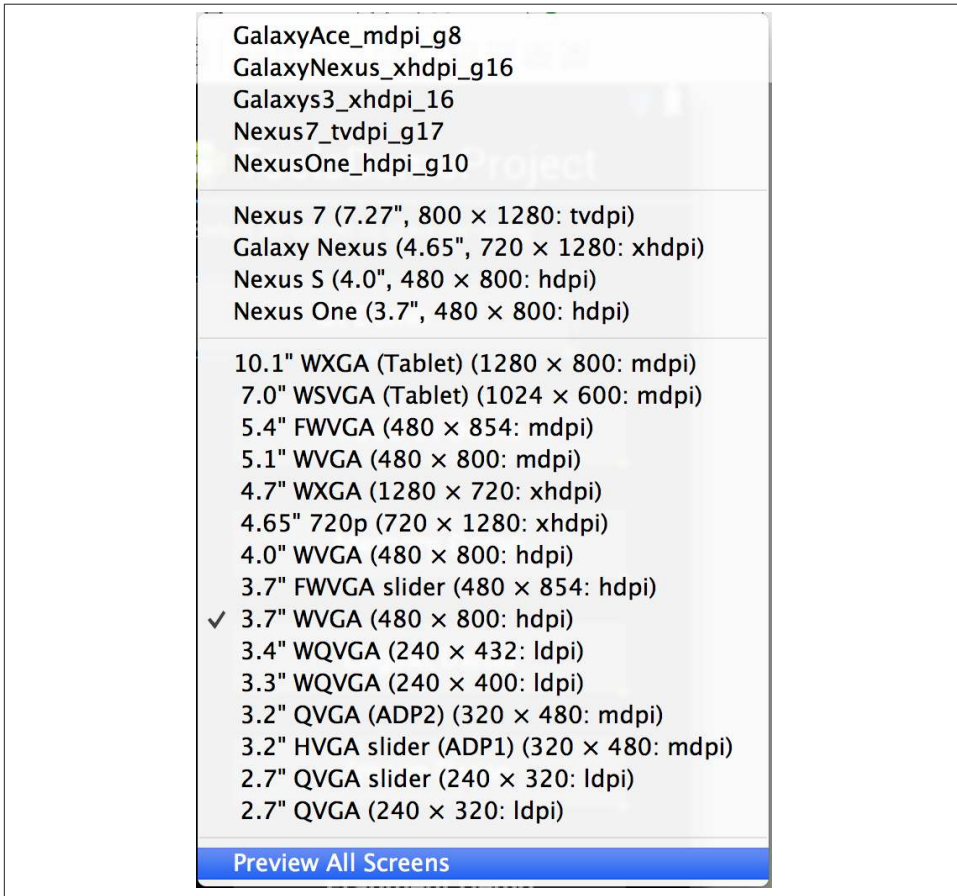 GalaxyAce_mdpi_g8
GalaxyNexus_xhdpi_g16
Galaxys3_xhdpi_16
Nexus7_tvdpi_g17
NexusOne_hdpi_g10
Nexus 7 (7.27", 800 × 1280: tvdpi)
Galaxy Nexus (4.65", 720 × 1280: xhdpi)
Nexus S (4.0", 480 × 800: hdpi)
Nexus One (3.7", 480 × 800: hdpi)
10.1" WXGA (Tablet) (1280 × 800: mdpi)
7.0" WSVGA (Tablet) (1024 × 600: mdpi)
5.4" FWVGA (480 × 854: mdpi)
5.1" WVGA (480 × 800: mdpi)
4.7" WXGA (1280 × 720: xhdpi)
4.65" 720p (720 × 1280: xhdpi)
4.0" WVGA (480 × 800: hdpi)
3.7" FWVGA slider (480 × 854: hdpi)
✓ 3.7" WVGA (480 × 800: hdpi)
3.4" WQVGA (240 × 432: ldpi)
3.3" WQVGA (240 × 400: ldpi)
3.2" QVGA (ADP2) (320 × 480: mdpi)
3.2" HVGA slider (ADP1) (320 × 480: mdpi)
2.7" QVGA slider (240 × 320: ldpi)
2.7" QVGA (240 × 320: ldpi)
Preview All Screens